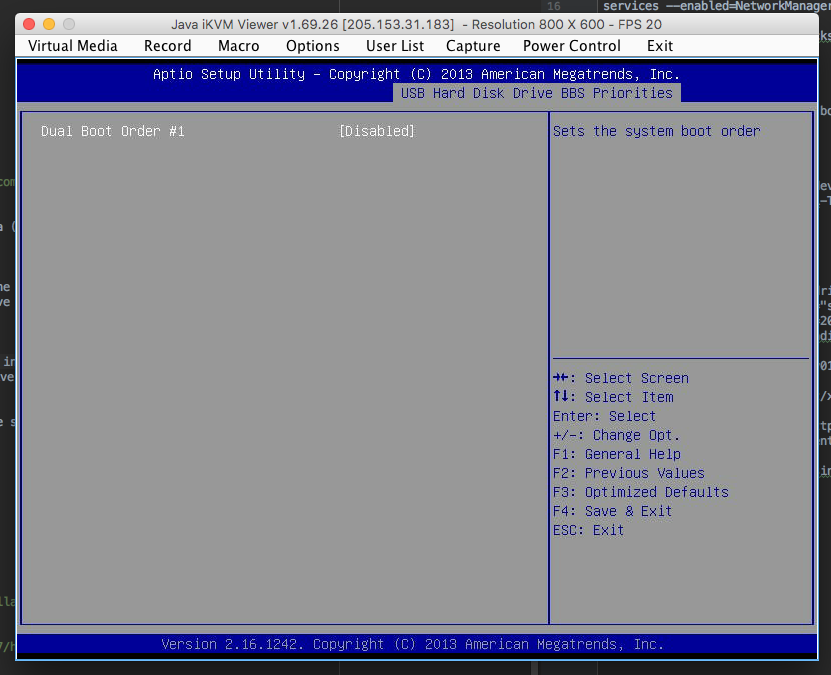 16 services --enabled=NetworkManager
Java iKVM Viewer v1.69.26 [205.153.31.183] - Resolution 800 X 600 - FPS 20
Virtual Media Record Macro Options User List Capture Power Control Exit
Aptio Setup Utility - Copyright (C) 2013 American Megatrends, Inc.
USB Hard Disk Drive BBS Priorities
Dual Boot Order #1 [Disabled]
Sets the system boot order
: Select Screen
↑↓: Select Item
Enter: Select
+/-: Change Opt.
F1: General Help
F2: Previous Values
F3: Optimized Defaults
F4: Save & Exit
ESC: Exit
Version 2.16.1242. Copyright (C) 2013 American Megatrends, Inc.